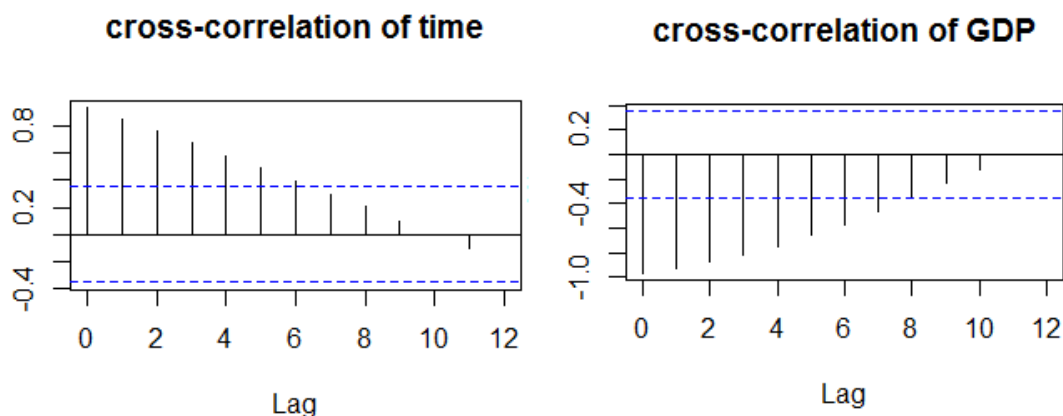 cross-correlation of time
0.8
0.2
-0.4
0 2 4 6 8 10 12
Lag
cross-correlation of GDP
0.2
-0.4
-1.0
0 2 4 6 8 10 12
Lag